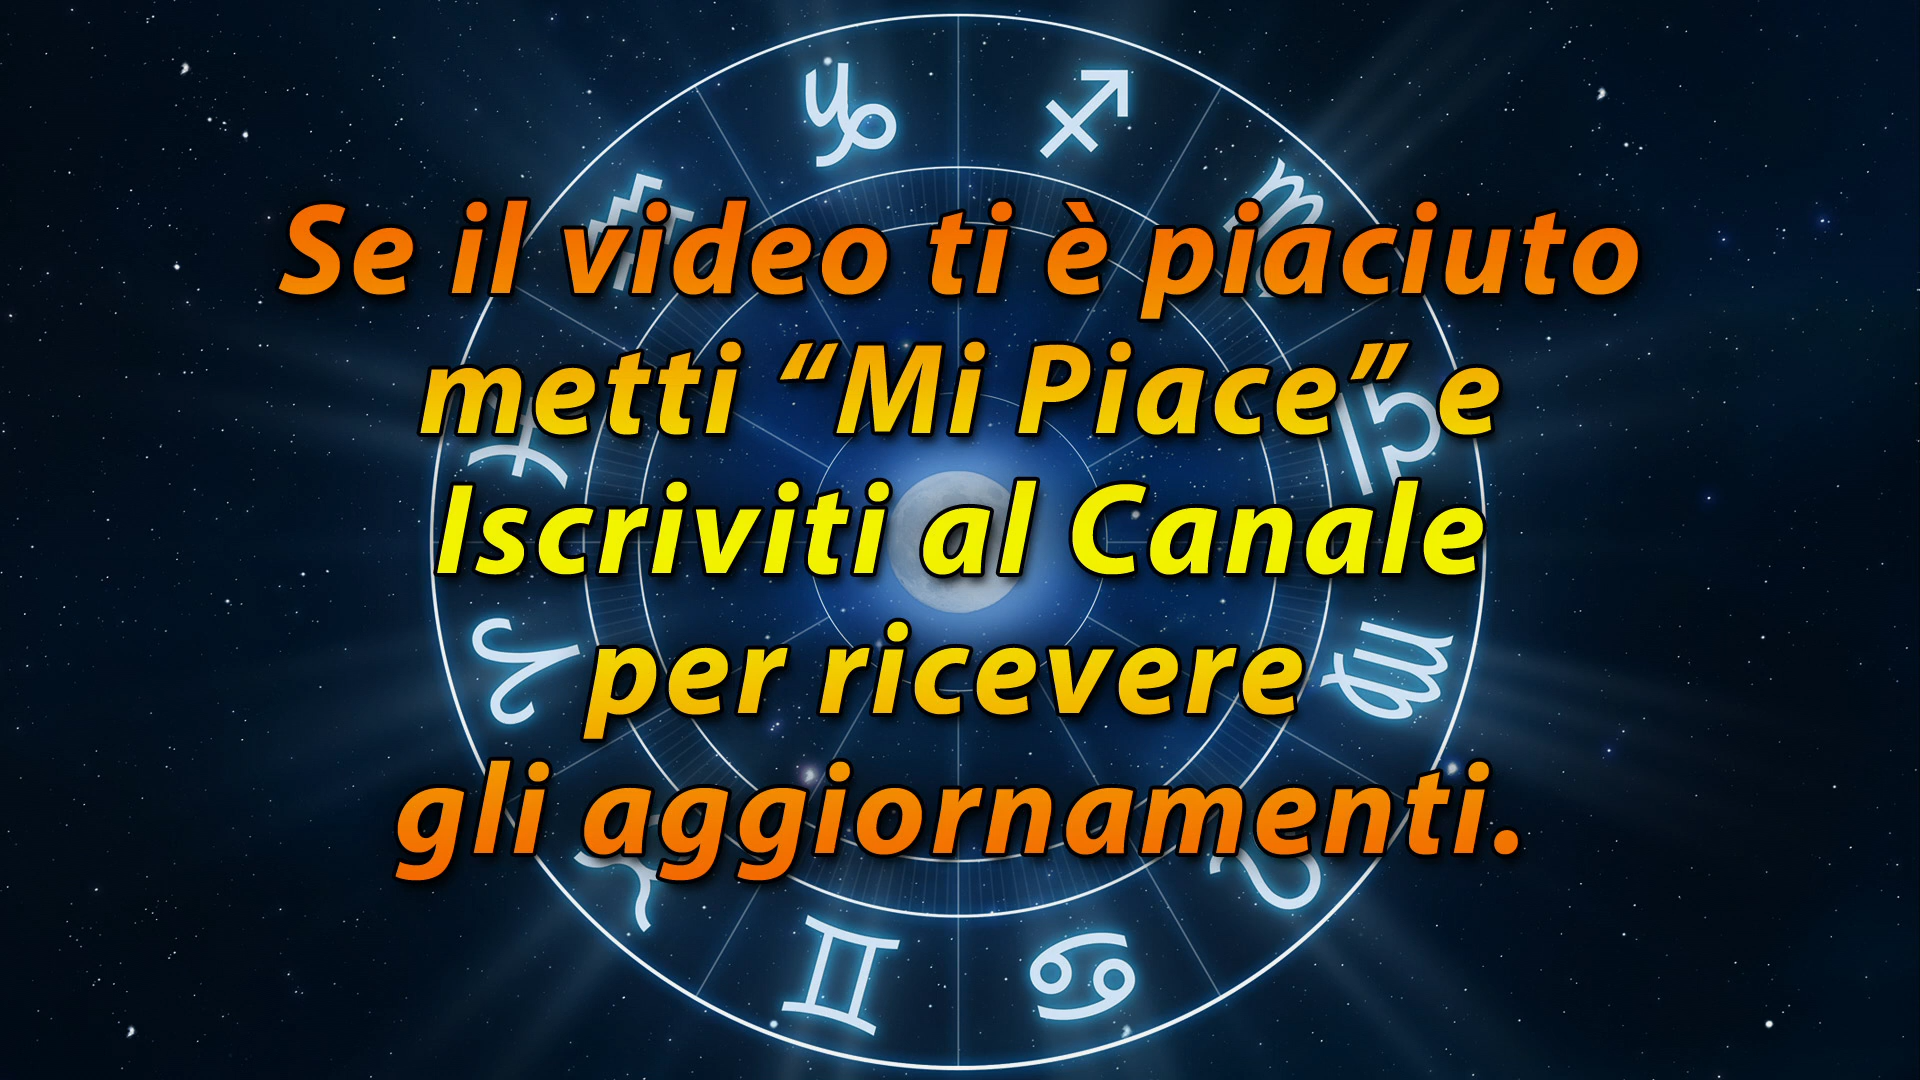 Se il video ti è piaciuto
metti “Mi Piace” e
Iscriviti al Canale
per ricevere
gli aggiornamenti.